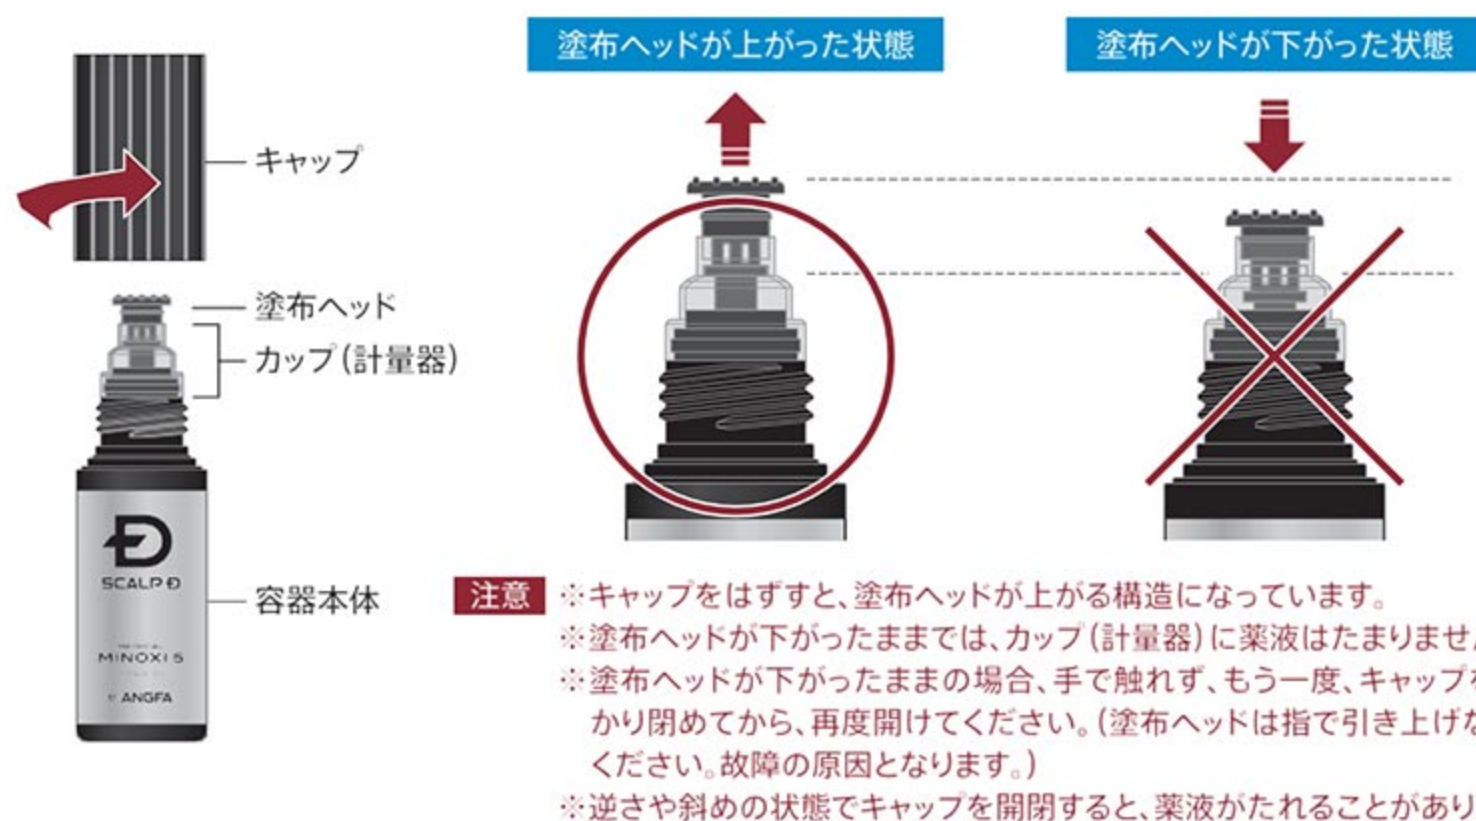 塗布ヘッドが上がった状態
塗布ヘッドが下がった状態
キャップ
塗布ヘッド
カップ(計量器)
SCALP D
容器本体
MINOXI 5
BY ANGFA
注意 ※キャップをはずすと、塗布ヘッドが上がる構造になっています。
※塗布ヘッドが下がったままでは、カップ(計量器)に薬液はたまりませ
※塗布ヘッドが下がったままの場合、手で触れず、もう一度、キャップを
かり閉めてから、再度開けてください。(塗布ヘッドは指で引き上げな
ください。故障の原因となります。)
※逆さや斜めの状態でキャップを開閉すると、薬液がたれることがあり